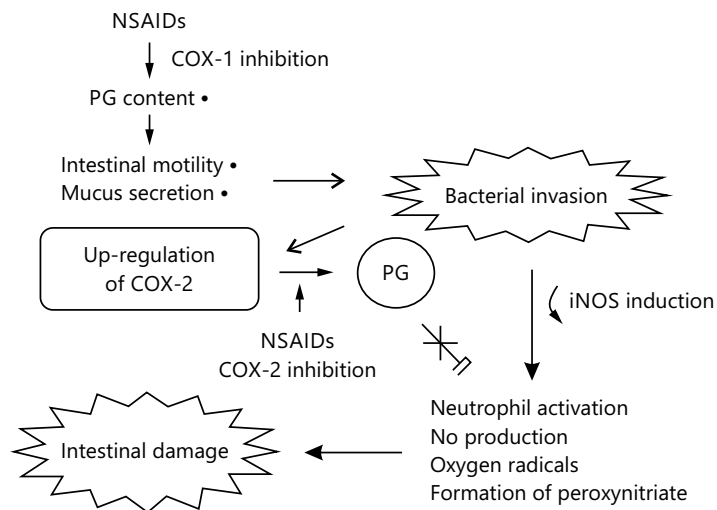 NSAIDs
COX-1 inhibition
PG content •
Intestinal motility •
Mucus secretion •
Bacterial invasion
Up-regulation
of COX-2
PG
iNOS induction
NSAIDs
COX-2 inhibition
Neutrophil activation
No production
Oxygen radicals
Formation of peroxynitriate
Intestinal damage